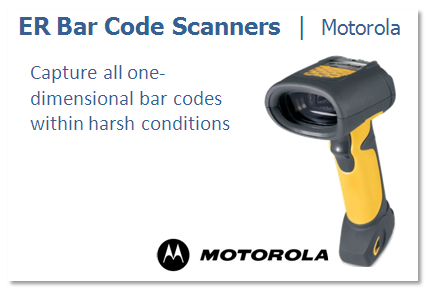 ER Bar Code Scanners | Motorola
Capture all one-
dimensional bar codes
within harsh conditions
MOTOROLA